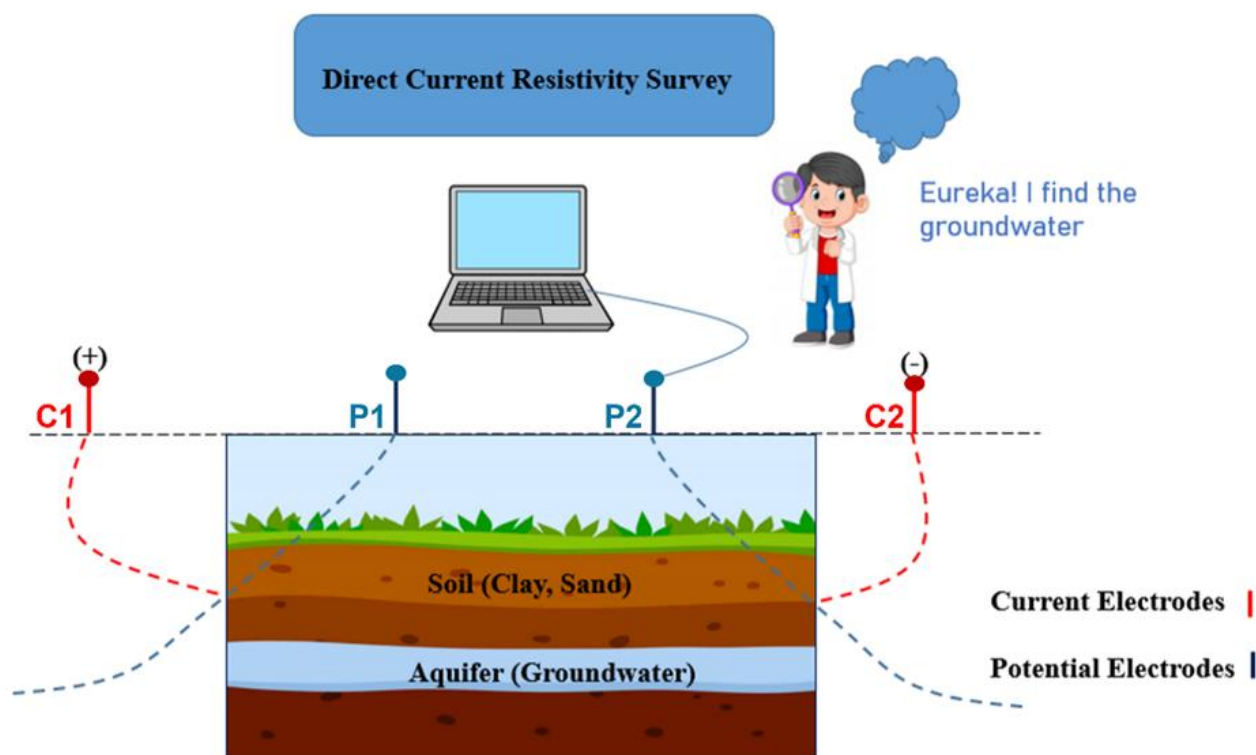 Direct Current Resistivity Survey
Eureka! I find the
groundwater
(+)
(-)
C1
P1
P2
C2
Soil (Clay, Sand)
Current Electrodes
Aquifer (Groundwater)
Potential Electrodes